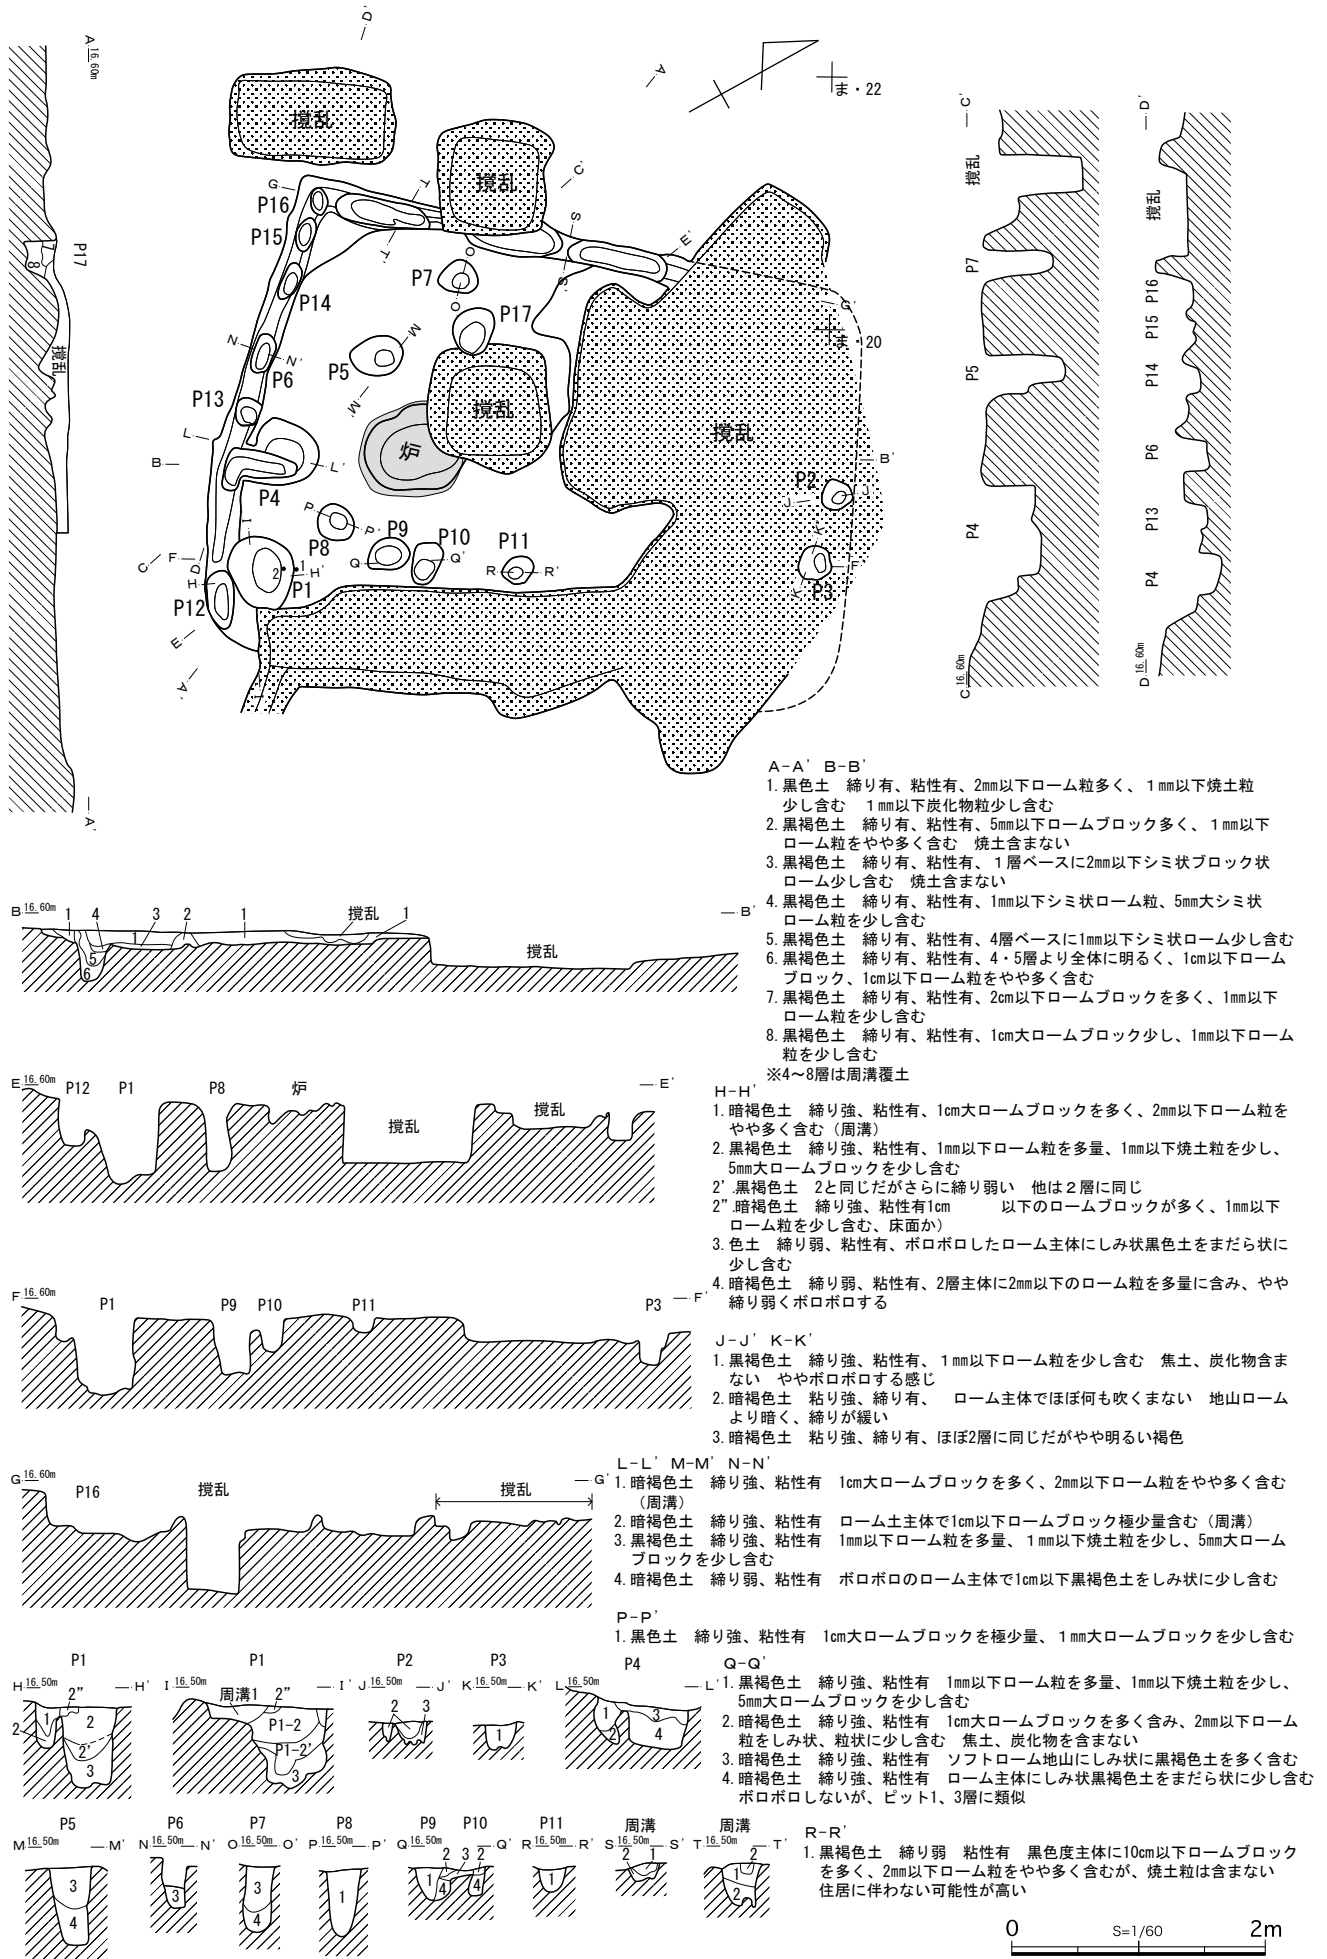 A 16.60m
D'
A
ま・22
C'
D'
撹乱
撹乱
撹乱
撹乱
G
T
C'
P16
S
P15
O
E'
P17
T'
7
8
P7
P7
P16
P14
S'
O
P17
G'
ま・20
P15
N
M
N'
P5
P14
撹乱
P6
P5
P13
M'
撹乱
撹乱
L
炉
P6
B
L'
B'
P4
P2
J
J'
P
P'
P9
P10
K
P4
P13
I
P8
P11
C
F
D
Q
Q'
R
R'
F'
2
1
H
H'
P1
P3
K'
P4
P12
E
A'
C 16.60m
D 16.60m
A'
A-A' B-B'
1. 黒色土 締り有、粘性有、2mm以下ローム粒多く、1mm以下焼土粒
少し含む 1mm以下炭化物粒少し含む
2. 黒褐色土 締り有、粘性有、5mm以下ロームブロック多く、1mm以下
ローム粒をやや多く含む 焼土含まない
3. 黒褐色土 締り有、粘性有、1層ベースに2mm以下シミ状ブロック状
ローム少し含む 焼土含まない
4. 黒褐色土 締り有、粘性有、1mm以下シミ状ローム粒、5mm大シミ状
ローム粒を少し含む
5. 黒褐色土 締り有、粘性有、4層ベースに1mm以下シミ状ローム少し含む
6. 黒褐色土 締り有、粘性有、4・5層より全体に明るく、1cm以下ローム
ブロック、1cm以下ローム粒をやや多く含む
7. 黒褐色土 締り有、粘性有、2cm以下ロームブロックを多く、1mm以下
ローム粒を少し含む
8. 黒褐色土 締り有、粘性有、1cm大ロームブロック少し、1mm以下ローム
粒を少し含む
※4〜8層は周溝覆土
B 16.60m 1 4 3 2 1 撹乱 1 B'
1
5
6
撹乱
H-H'
1. 暗褐色土 締り強、粘性有、1cm大ロームブロックを多く、2mm以下ローム粒を
やや多く含む（周溝）
2. 黒褐色土 締り強、粘性有、1mm以下ローム粒を多量、1mm以下焼土粒を少し、
5mm大ロームブロックを少し含む
2'.黒褐色土 2と同じだがさらに締り弱い 他は２層に同じ
2".暗褐色土 締り強、粘性有1cm 以下のロームブロックが多く、1mm以下
ローム粒を少し含む、床面か）
3. 色土 締り弱、粘性有、ボロボロしたローム主体にしみ状黒色土をまだら状に
少し含む
4. 暗褐色土 締り弱、粘性有、2層主体に2mm以下のローム粒を多量に含み、やや
締り弱くボロボロする
E 16.60m P12 P1 P8 炉 撹乱 撹乱 E'
F 16.60m P1 P9 P10 P11 P3 F'
J-J' K-K'
1. 黒褐色土 締り強、粘性有、1mm以下ローム粒を少し含む 焦土、炭化物含ま
ない ややボロボロする感じ
2. 暗褐色土 粘り強、締り有、 ローム主体でほぼ何も吹くまない 地山ローム
より暗く、締りが緩い
3. 暗褐色土 粘り強、締り有、ほぼ2層に同じだがやや明るい褐色
G 16.60m P16 撹乱 撹乱 G'
L-L' M-M' N-N'
1. 暗褐色土 締り強、粘性有 1cm大ロームブロックを多く、2mm以下ローム粒をやや多く含む
（周溝）
2. 暗褐色土 締り強、粘性有 ローム土主体で1cm以下ロームブロック極少量含む（周溝）
3. 黒褐色土 締り強、粘性有 1mm以下ローム粒を多量、1mm以下焼土粒を少し、5mm大ローム
ブロックを少し含む
4. 暗褐色土 締り弱、粘性有 ボロボロのローム主体で1cm以下黒褐色土をしみ状に少し含む
P-P'
1. 黒色土 締り強、粘性有 1cm大ロームブロックを極少量、1mm大ロームブロックを少し含む
Q-Q'
1. 黒褐色土 締り強、粘性有 1mm以下ローム粒を多量、1mm以下焼土粒を少し、
5mm大ロームブロックを少し含む
2. 暗褐色土 締り強、粘性有 1cm大ロームブロックを多く含み、2mm以下ローム
粒をしみ状、粒状に少し含む 焦土、炭化物を含まない
3. 暗褐色土 締り強、粘性有 ソフトローム地山にしみ状に黒褐色土を多く含む
4. 暗褐色土 締り強、粘性有 ローム主体にしみ状黒褐色土をまだら状に少し含む
ボロボロしないが、ピット1、3層に類似
P1 P1 P2 P3 P4
H 16.50m H' I 16.50m I' J 16.50m J' K 16.50m K' L 16.50m L'
2" 周溝1 2" 2 3
1 2 P1-2 1 1 3
2 2' P1-2' 2 4
3 3
P5 P6 P7 P8 P9 P10 P11 周溝 周溝
M 16.50m M' N 16.50m N' O 16.50m O' P 16.50m P' Q 16.50m Q' R 16.50m R' S 16.50m S' T 16.50m T'
2 3 2 2 1 2
3 3 3 1 1 4 4 1 1
4 4 2
R-R'
1. 黒褐色土 締り弱 粘性有 黒色度主体に10cm以下ロームブロック
を多く、2mm以下ローム粒をやや多く含むが、焼土粒は含まない
住居に伴わない可能性が高い
0 S=1/60 2m